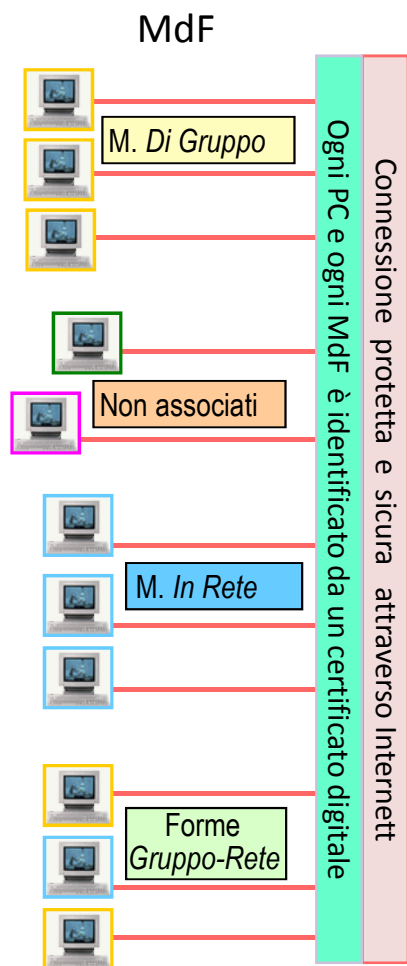 MdF
M. Di Gruppo
Non associati
M. In Rete
Forme
Gruppo-Rete
Ogni PC e ogni MdF è identificato da un certificato digitale
Connessione protetta e sicura attraverso Internett